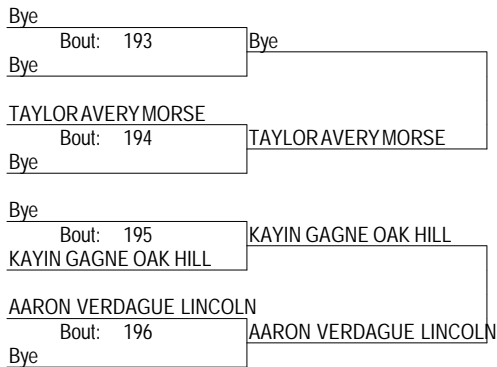 Bye
Bout: 193
Bye
Bye
TAYLOR AVERY MORSE
Bout: 194
TAYLOR AVERY MORSE
Bye
Bye
Bout: 195
KAYIN GAGNE OAK HILL
KAYIN GAGNE OAK HILL
AARON VERDAGUE LINCOLN
Bout: 196
AARON VERDAGUE LINCOLN
Bye